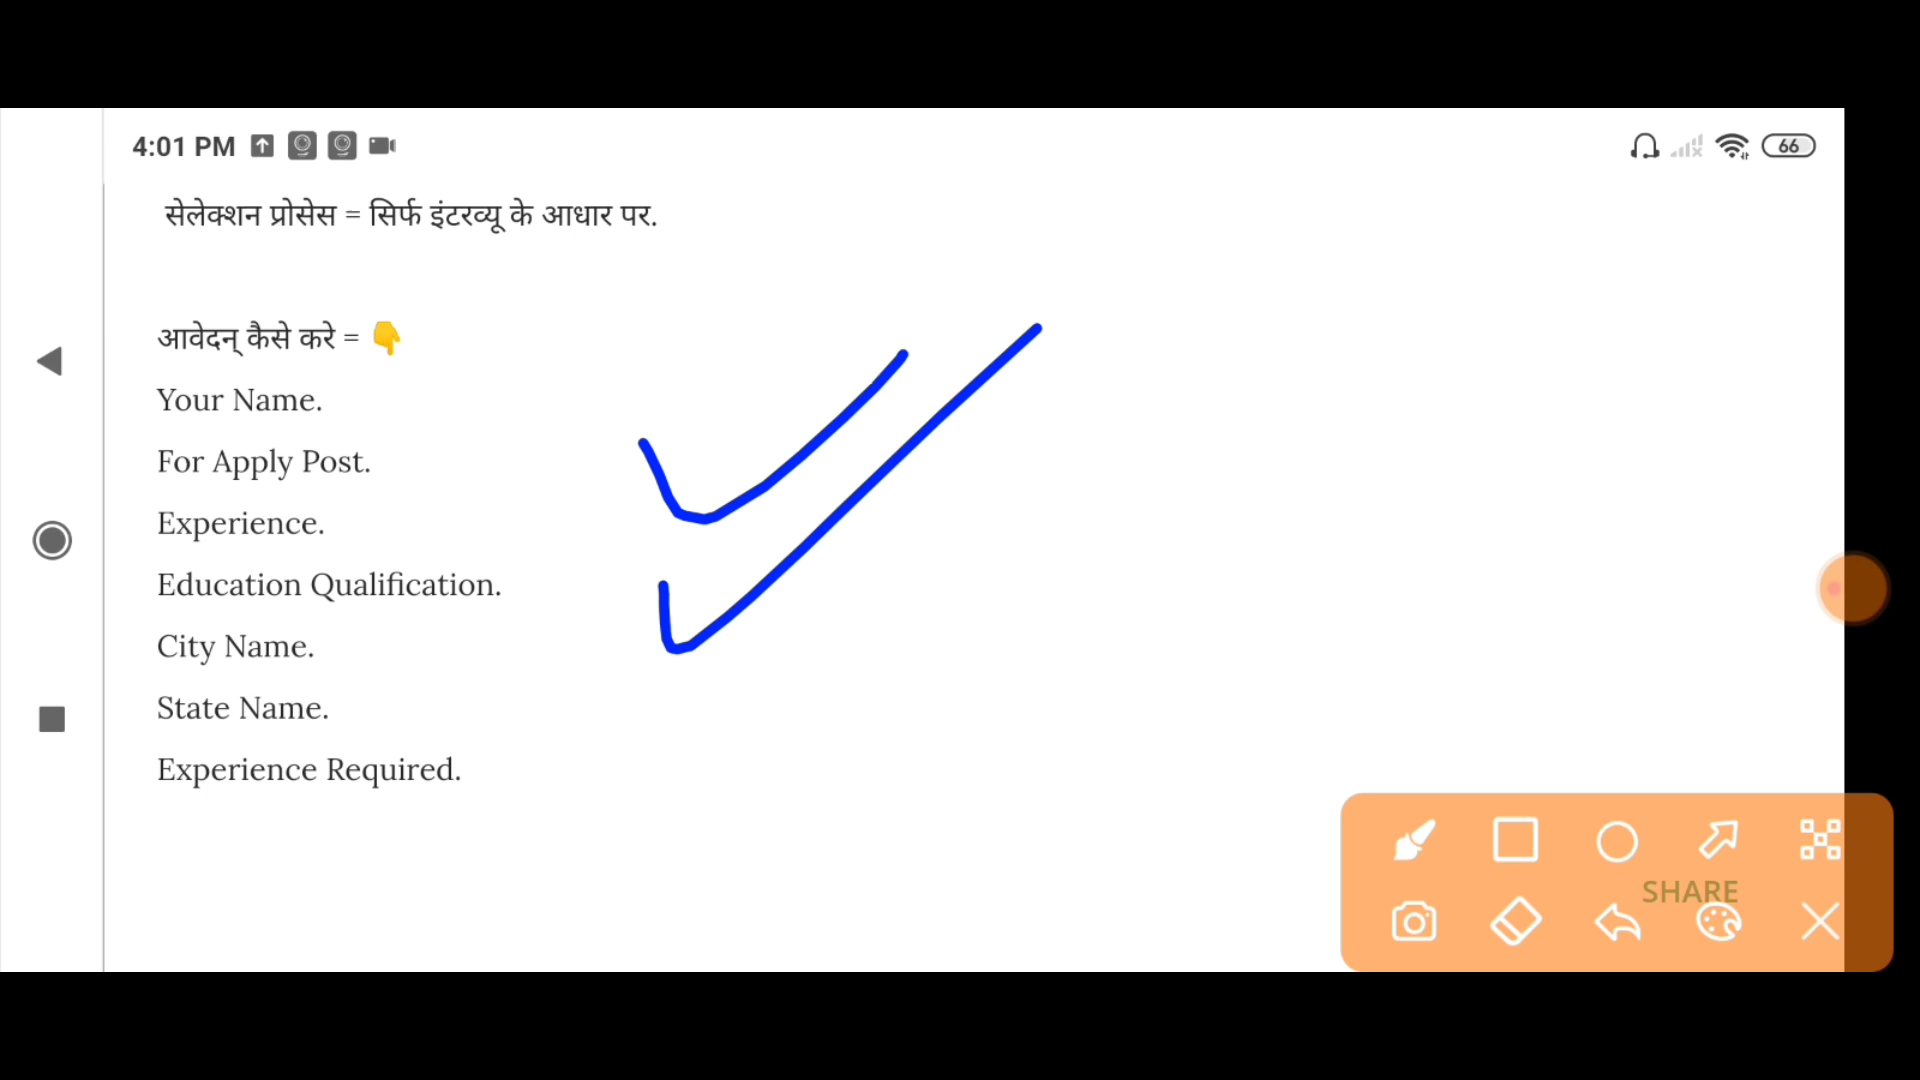 4:01 PM
66
सेलेक्शन प्रोसेस = सिर्फ इंटरव्यू के आधार पर.
आवेदन् कैसे करे = 👇
Your Name.
For Apply Post.
Experience.
Education Qualification.
City Name.
State Name.
Experience Required.
SHARE